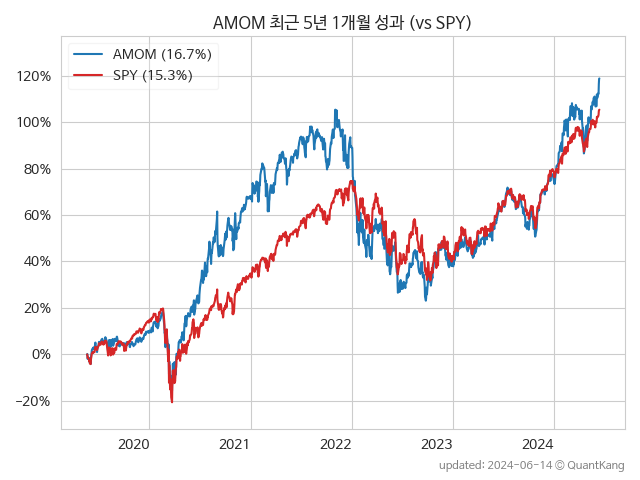 AMOM 최근 5년 1개월 성과 (vs SPY)
AMOM (16.7%)
SPY (15.3%)
120%
100%
80%
60%
40%
20%
0%
−20%
2020 2021 2022 2023 2024
updated: 2024-06-14 © QuantKang